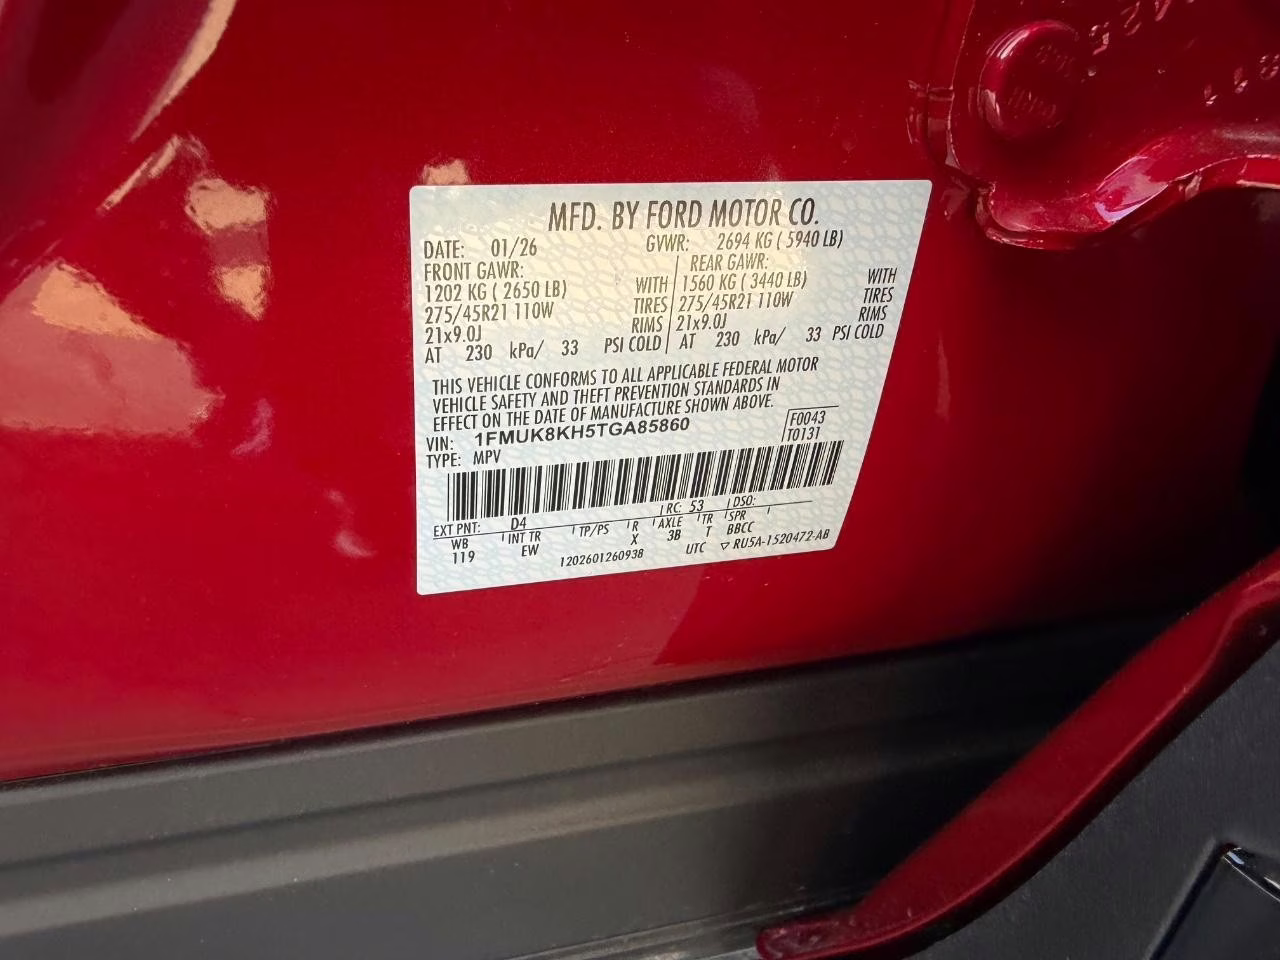 MFD. BY FORD MOTOR CO.
DATE: 01/26 GVWR: 2694 KG ( 5940 LB)
FRONT GAWR: REAR GAWR:
1202 KG ( 2650 LB) WITH 1560 KG ( 3440 LB) WITH
275/45R21 110W TIRES 275/45R21 110W TIRES
21x9.0J RIMS 21x9.0J RIMS
AT 230 kPa/ 33 PSI COLD AT 230 kPa/ 33 PSI COLD
THIS VEHICLE CONFORMS TO ALL APPLICABLE FEDERAL MOTOR
VEHICLE SAFETY AND THEFT PREVENTION STANDARDS IN
EFFECT ON THE DATE OF MANUFACTURE SHOWN ABOVE.
VIN: 1FMUK8KH5TGA85860 F0043
TYPE: MPV T0131
EXT PNT: D4 RC: 53 DSO:
WB INT TR TP/PS R AXLE TR SPR
119 EW X 3B T BBCC
1202601260938 UTC ▽ RU5A-1520472-AB